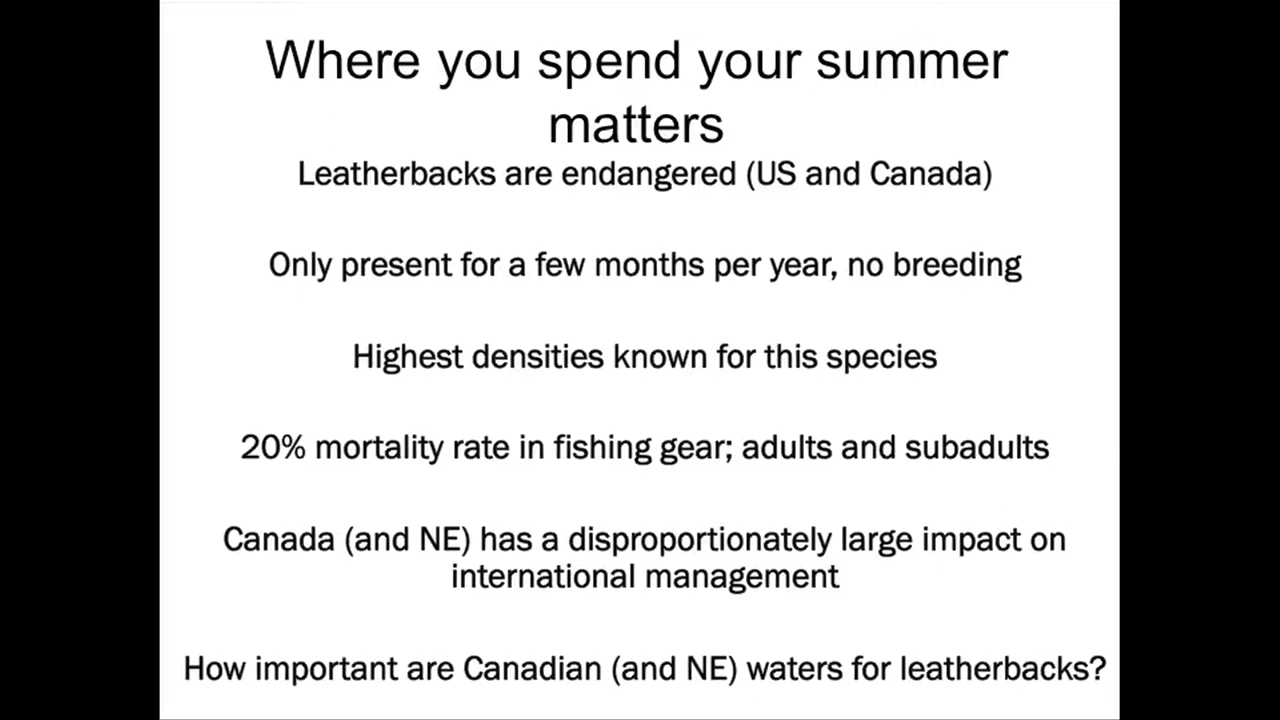 Where you spend your summer
matters
Leatherbacks are endangered (US and Canada)
Only present for a few months per year, no breeding
Highest densities known for this species
20% mortality rate in fishing gear; adults and subadults
Canada (and NE) has a disproportionately large impact on
international management
How important are Canadian (and NE) waters for leatherbacks?